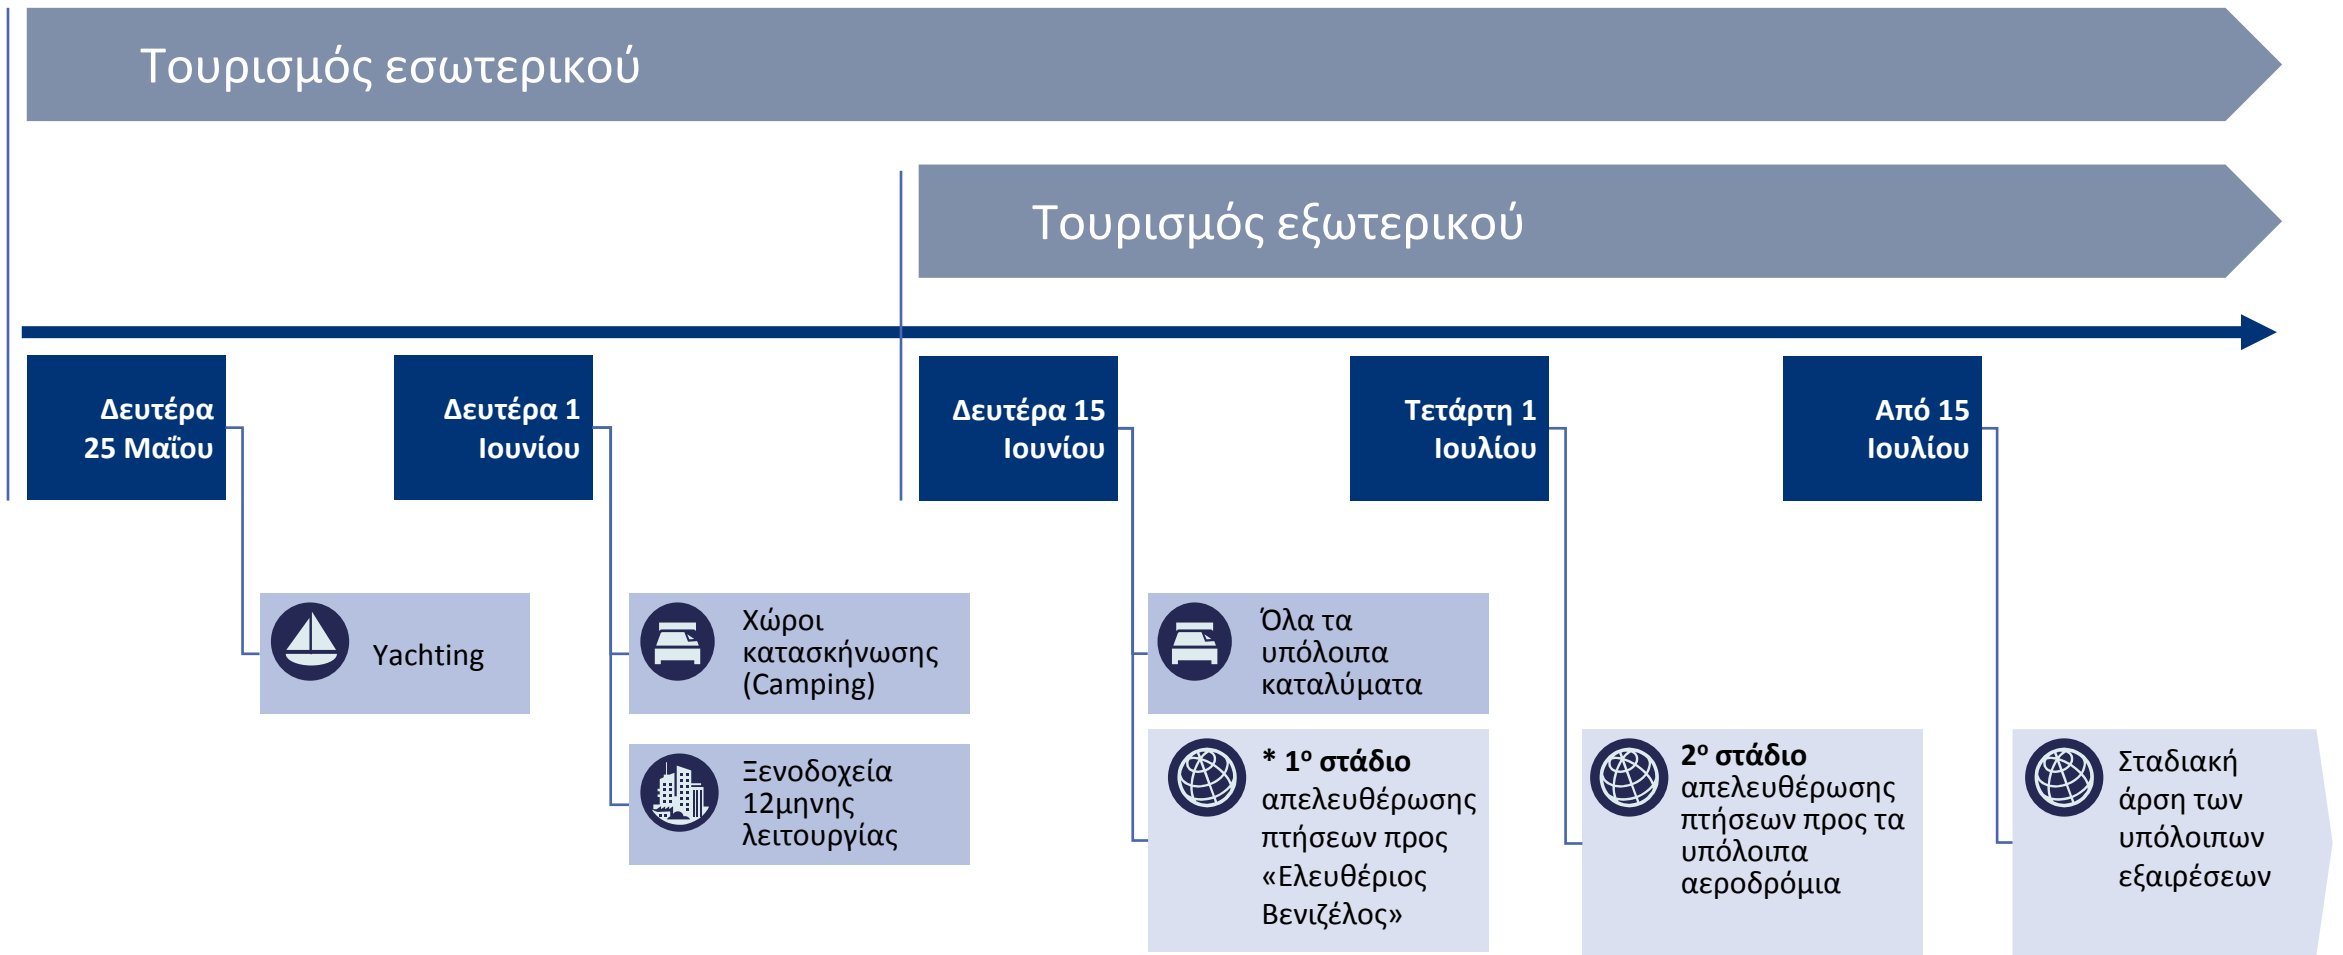 Τουρισμός εσωτερικού
Τουρισμός εξωτερικού
Δευτέρα
25 Μαΐου
Δευτέρα 1
Ιουνίου
Δευτέρα 15
Ιουνίου
Τετάρτη 1
Ιουλίου
Από 15
Ιουλίου
Yachting
Χώροι
κατασκήνωσης
(Camping)
Ξενοδοχεία
12μηνης
λειτουργίας
Όλα τα
υπόλοιπα
καταλύματα
* 1ο στάδιο
απελευθέρωσης
πτήσεων προς
«Ελευθέριος
Βενιζέλος»
2ο στάδιο
απελευθέρωσης
πτήσεων προς τα
υπόλοιπα
αεροδρόμια
Σταδιακή
άρση των
υπόλοιπων
εξαιρέσεων